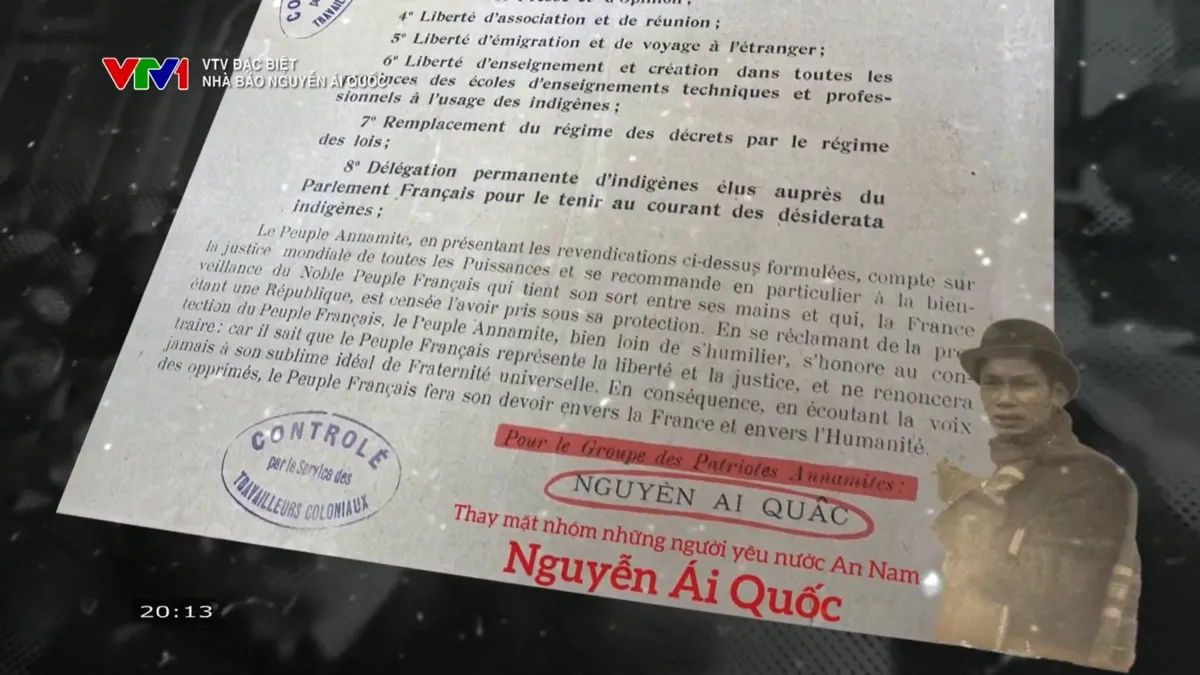 VTV1
VTV ĐẶC BIỆT
NHÀ BÁO NGUYỄN ÁI QUỐC
4° Liberté d'association et de réunion ;
5° Liberté d'émigration et de voyage à l'étranger ;
6° Liberté d'enseignement et création dans toutes les
des écoles d'enseignements techniques et profes-
sionnels à l'usage des indigènes ;
7° Remplacement du régime des décrets par le régime
des lois ;
8° Délégation permanente d'indigènes élus auprès du
Parlement Français pour le tenir au courant des désiderata
indigènes ;
Le Peuple Annamite, en présentant les revendications ci-dessus formulées, compte sur
la justice mondiale de toutes les Puissances et se recommande en particulier à la bien-
veillance du Noble Peuple Français qui tient son sort entre ses mains et qui, la France
étant une République, est censée l'avoir pris sous sa protection. En se réclamant de la pro-
tection du Peuple Français, le Peuple Annamite, bien loin de s'humilier, s'honore au con-
traire : car il sait que le Peuple Français représente la liberté et la justice, et ne renoncera
jamais à son sublime idéal de Fraternité universelle. En conséquence, en écoutant la voix
des opprimés, le Peuple Français fera son devoir envers la France et envers l'Humanité.
Pour le Groupe des Patriotes Annamites :
NGUYÈN AI QUÂC
CONTROLÉ
par le Service des
TRAVAILLEURS COLONIAUX
Thay mặt nhóm những người yêu nước An Nam
Nguyễn Ái Quốc
20:13